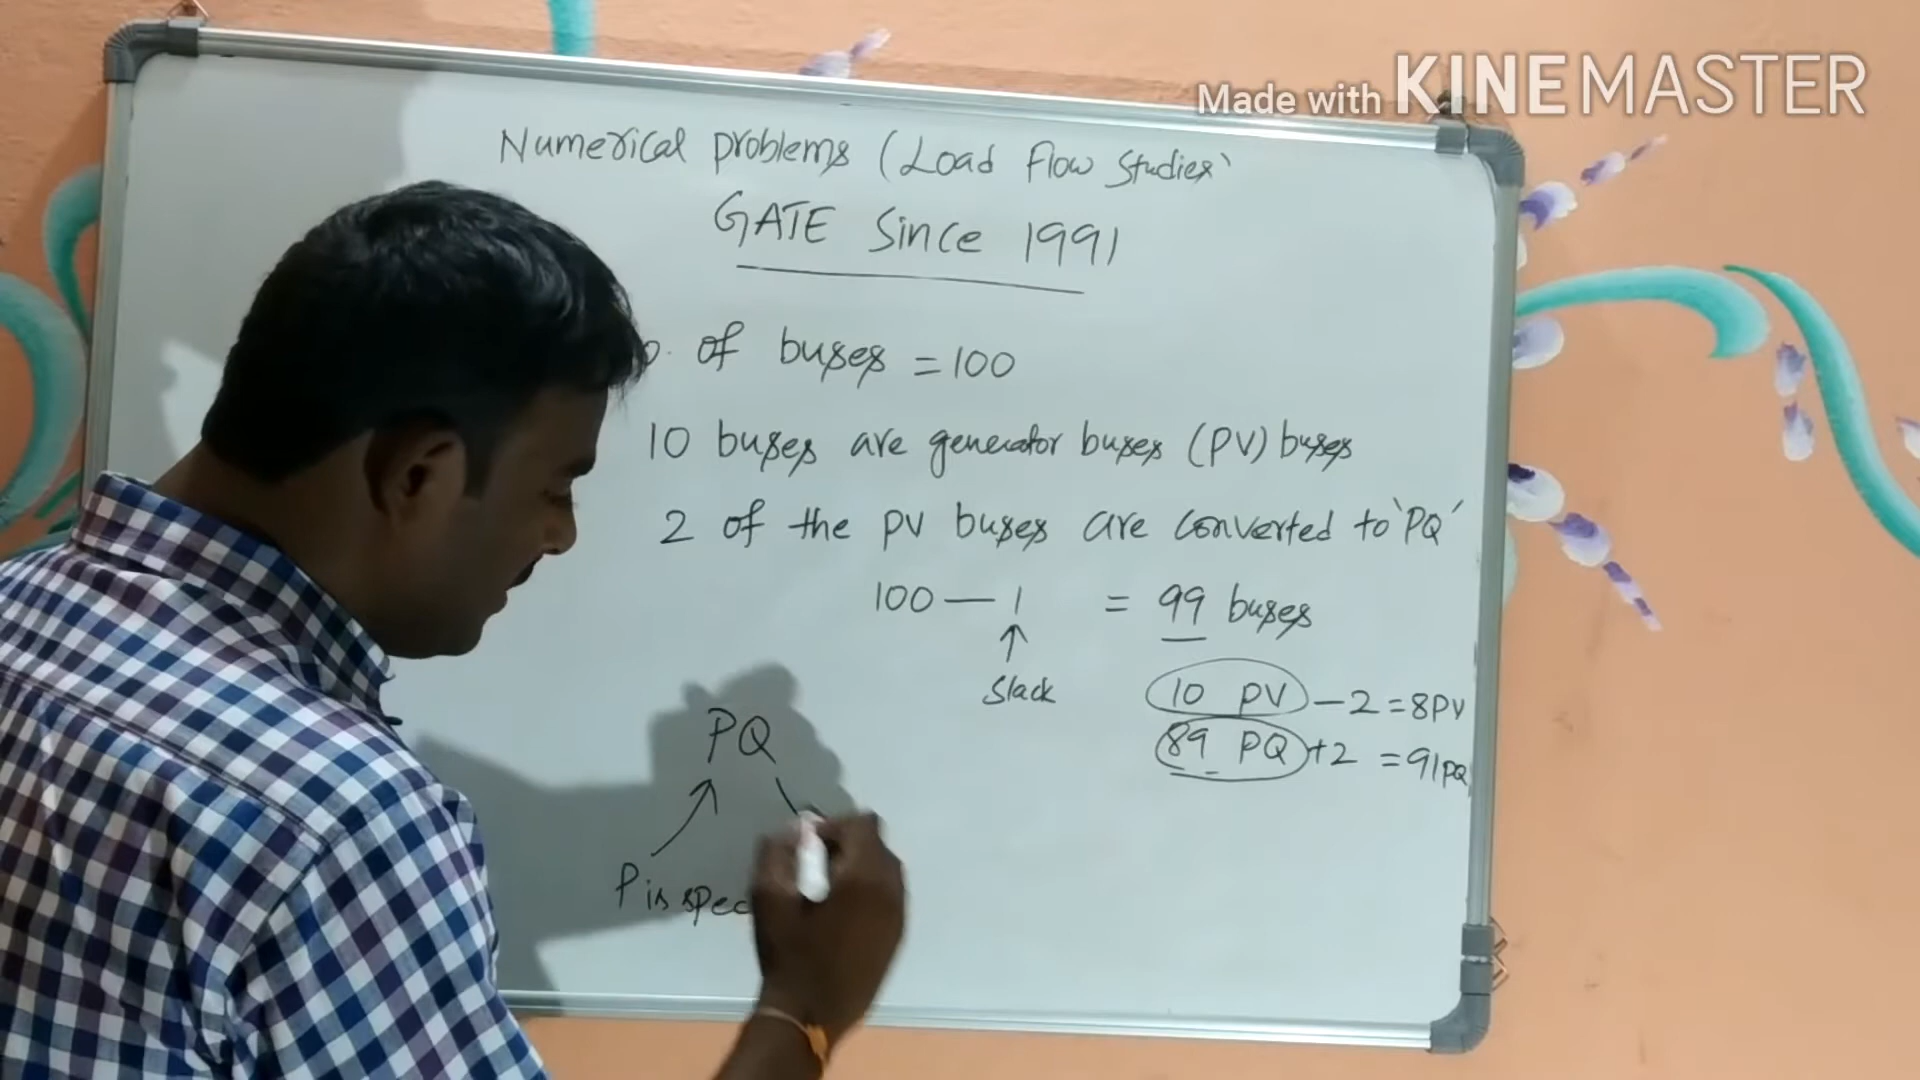 Made with KINEMASTER
Numerical problems (Load flow studies)
GATE Since 1991
of buses = 100
10 buses are generator buses (PV) buses
2 of the PV buses are converted to 'PQ'
100 — 1 = 99 buses
↑
Slack
10 PV – 2 = 8PV
89 PQ + 2 = 91PQ
PQ
P is spec